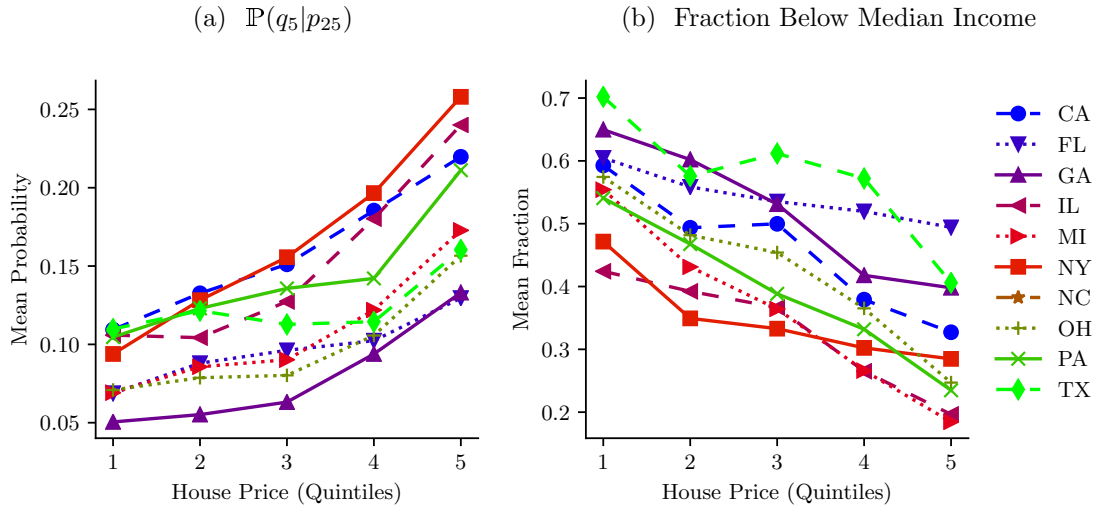 (a) ℙ(q₅|p₂₅)
Mean Probability
0.25
0.20
0.15
0.10
0.05
1 2 3 4 5
House Price (Quintiles)
(b) Fraction Below Median Income
Mean Fraction
0.7
0.6
0.5
0.4
0.3
0.2
1 2 3 4 5
House Price (Quintiles)
CA
FL
GA
IL
MI
NY
NC
OH
PA
TX